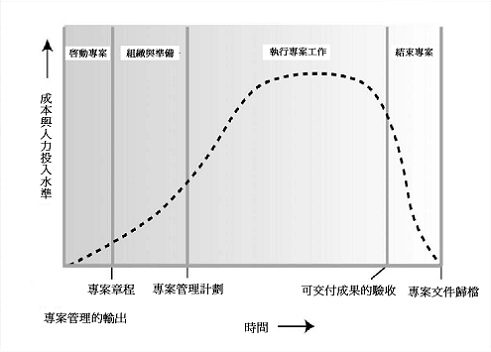 啓動專案
組織與準備
執行專案工作
結束專案
成本與人力投入水準
專案章程
專案管理計劃
可交付成果的驗收
專案文件歸檔
專案管理的輸出
時間